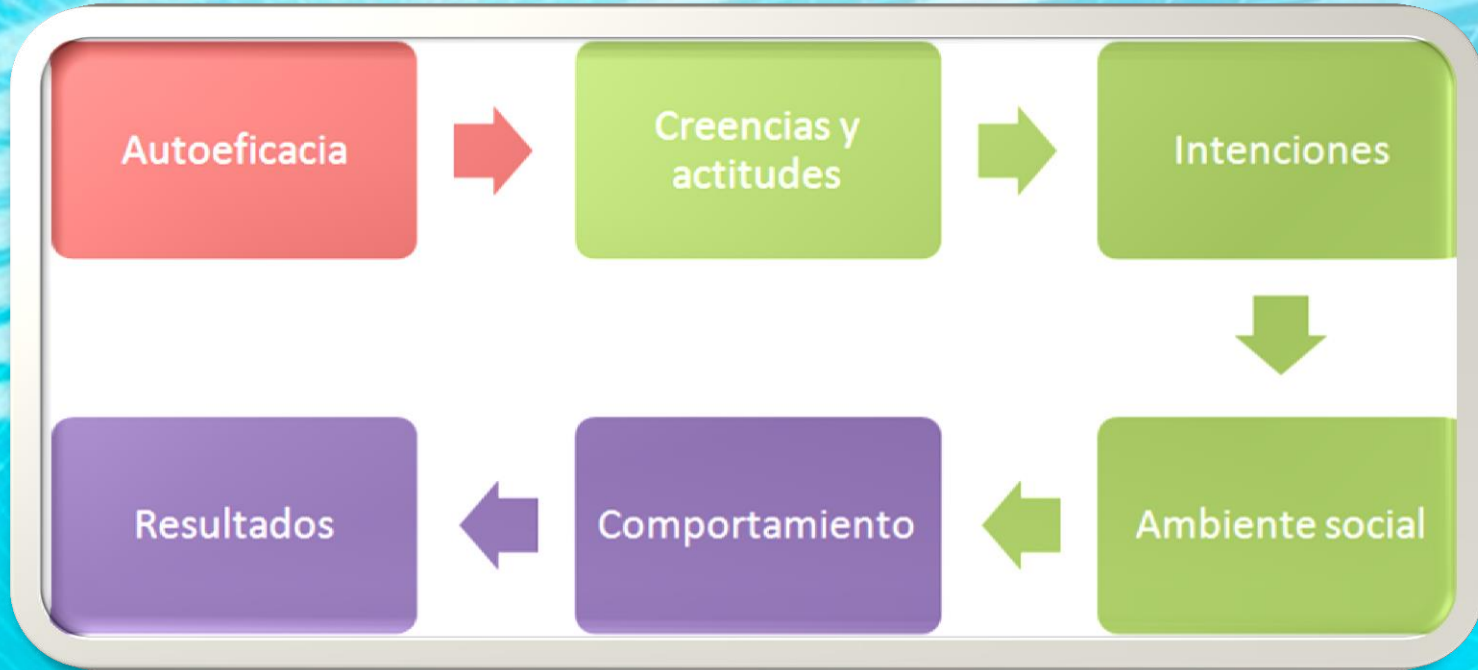 Autoeficacia
Creencias y
actitudes
Intenciones
Ambiente social
Comportamiento
Resultados